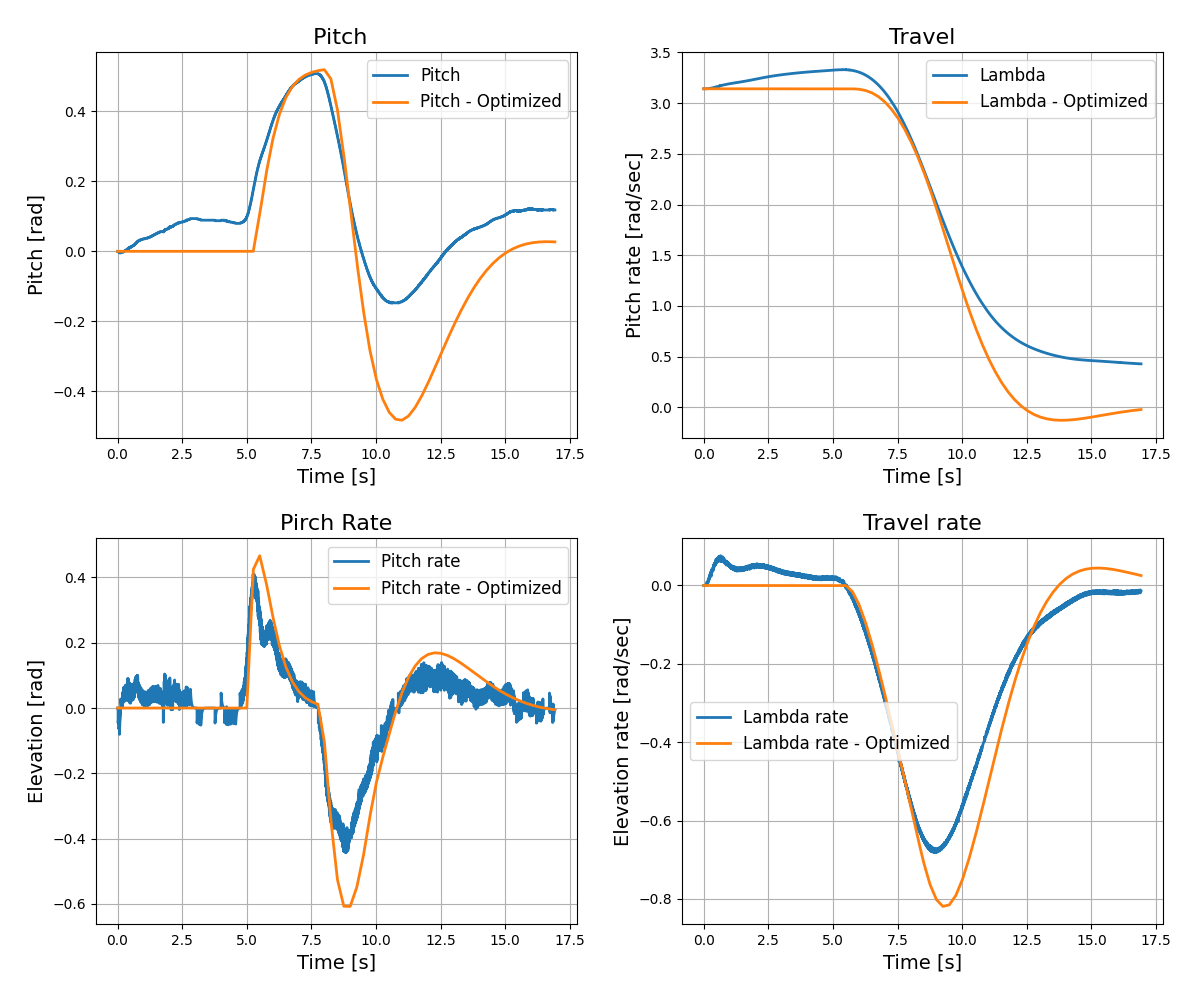 Pitch
Pitch [rad]
0.4
0.2
0.0
−0.2
−0.4
Pitch
Pitch - Optimized
0.0 2.5 5.0 7.5 10.0 12.5 15.0 17.5
Time [s]
Travel
Pitch rate [rad/sec]
3.5
3.0
2.5
2.0
1.5
1.0
0.5
0.0
Lambda
Lambda - Optimized
0.0 2.5 5.0 7.5 10.0 12.5 15.0 17.5
Time [s]
Pirch Rate
Elevation [rad]
0.4
0.2
0.0
−0.2
−0.4
−0.6
Pitch rate
Pitch rate - Optimized
0.0 2.5 5.0 7.5 10.0 12.5 15.0 17.5
Time [s]
Travel rate
Elevation rate [rad/sec]
0.0
−0.2
−0.4
−0.6
−0.8
Lambda rate
Lambda rate - Optimized
0.0 2.5 5.0 7.5 10.0 12.5 15.0 17.5
Time [s]